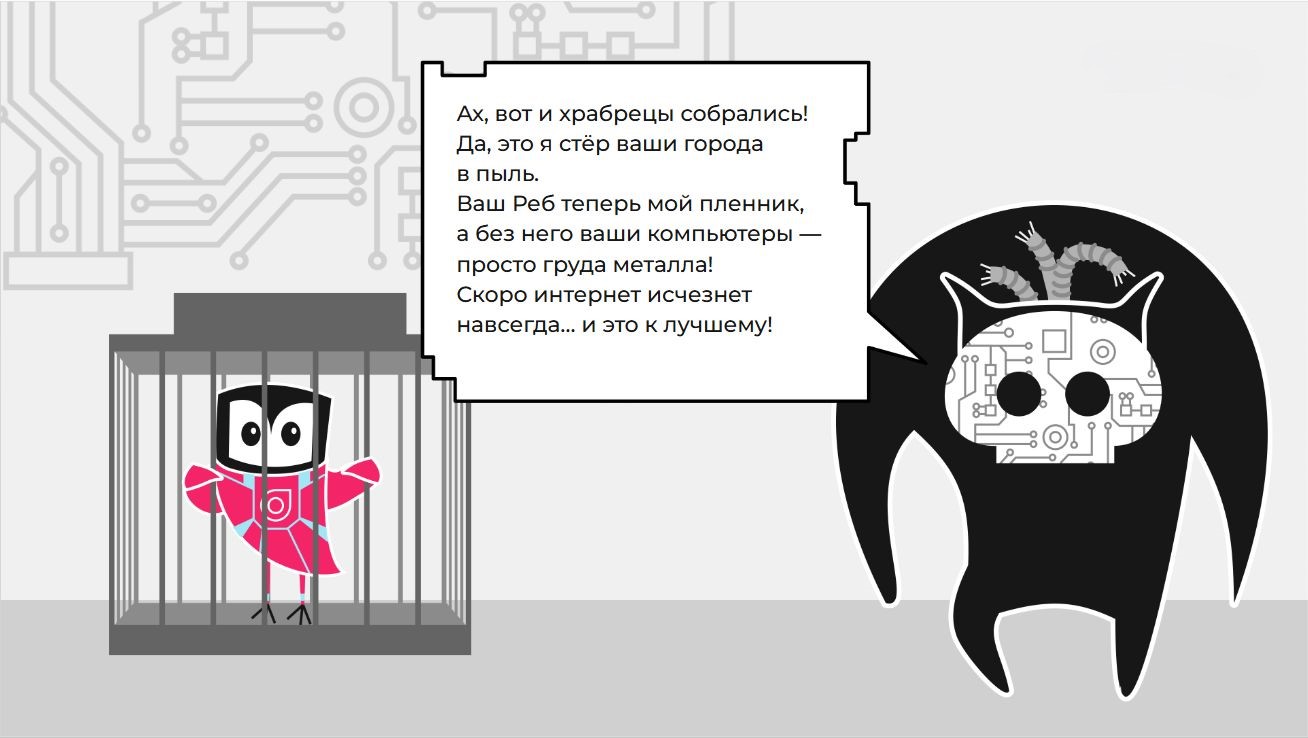 Ах, вот и храбрецы собрались!
Да, это я стёр ваши города
в пыль.
Ваш Реб теперь мой пленник,
а без него ваши компьютеры —
просто груда металла!
Скоро интернет исчезнет
навсегда... и это к лучшему!